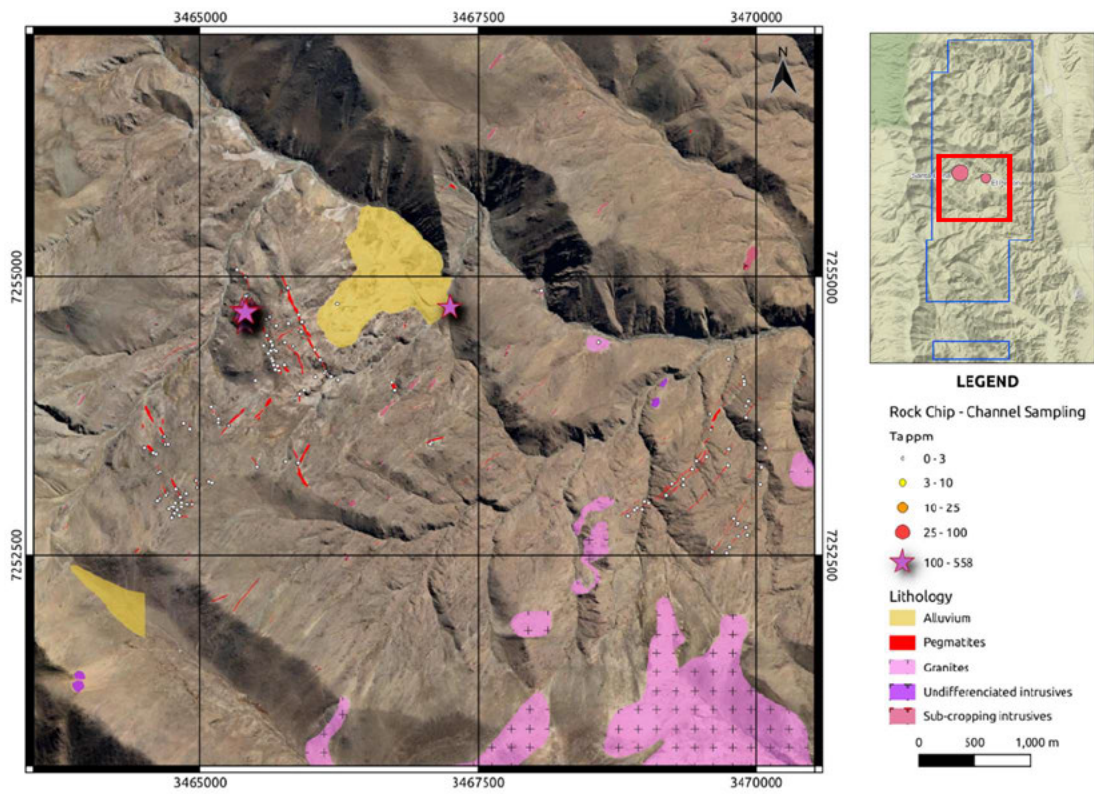 3465000 3467500 3470000
N
7255000 7255000
7252500 7252500
3465000 3467500 3470000
LEGEND
Rock Chip - Channel Sampling
Ta ppm
0 - 3
3 - 10
10 - 25
25 - 100
100 - 558
Lithology
Alluvium
Pegmatites
Granites
Undifferenciated intrusives
Sub-cropping intrusives
0 500 1,000 m